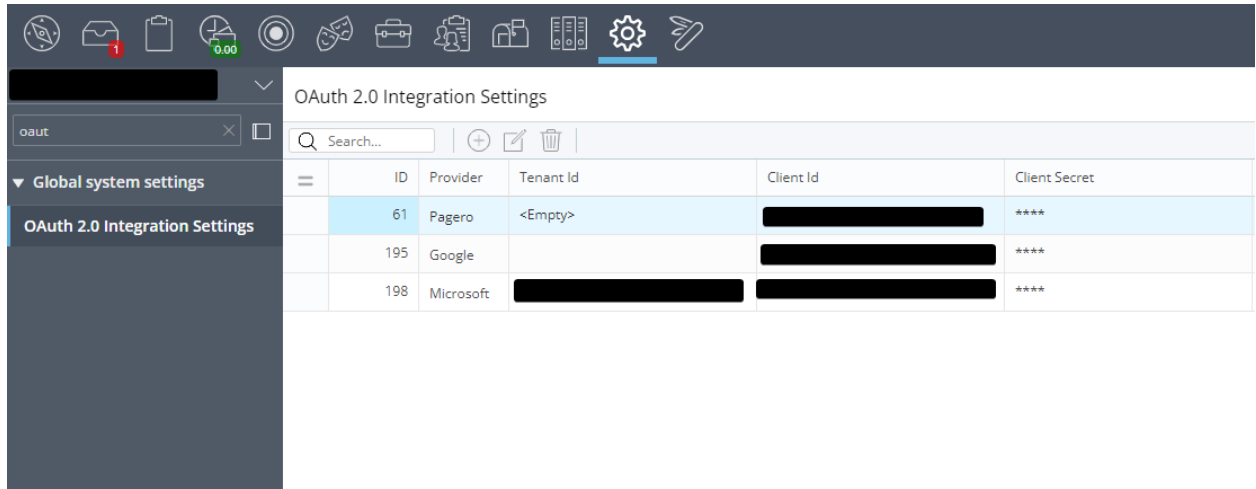 1
0.00
oaut
Global system settings
OAuth 2.0 Integration Settings
OAuth 2.0 Integration Settings
Search...
ID Provider Tenant Id Client Id Client Secret
61 Pagero <Empty> ****
195 Google ****
198 Microsoft ****